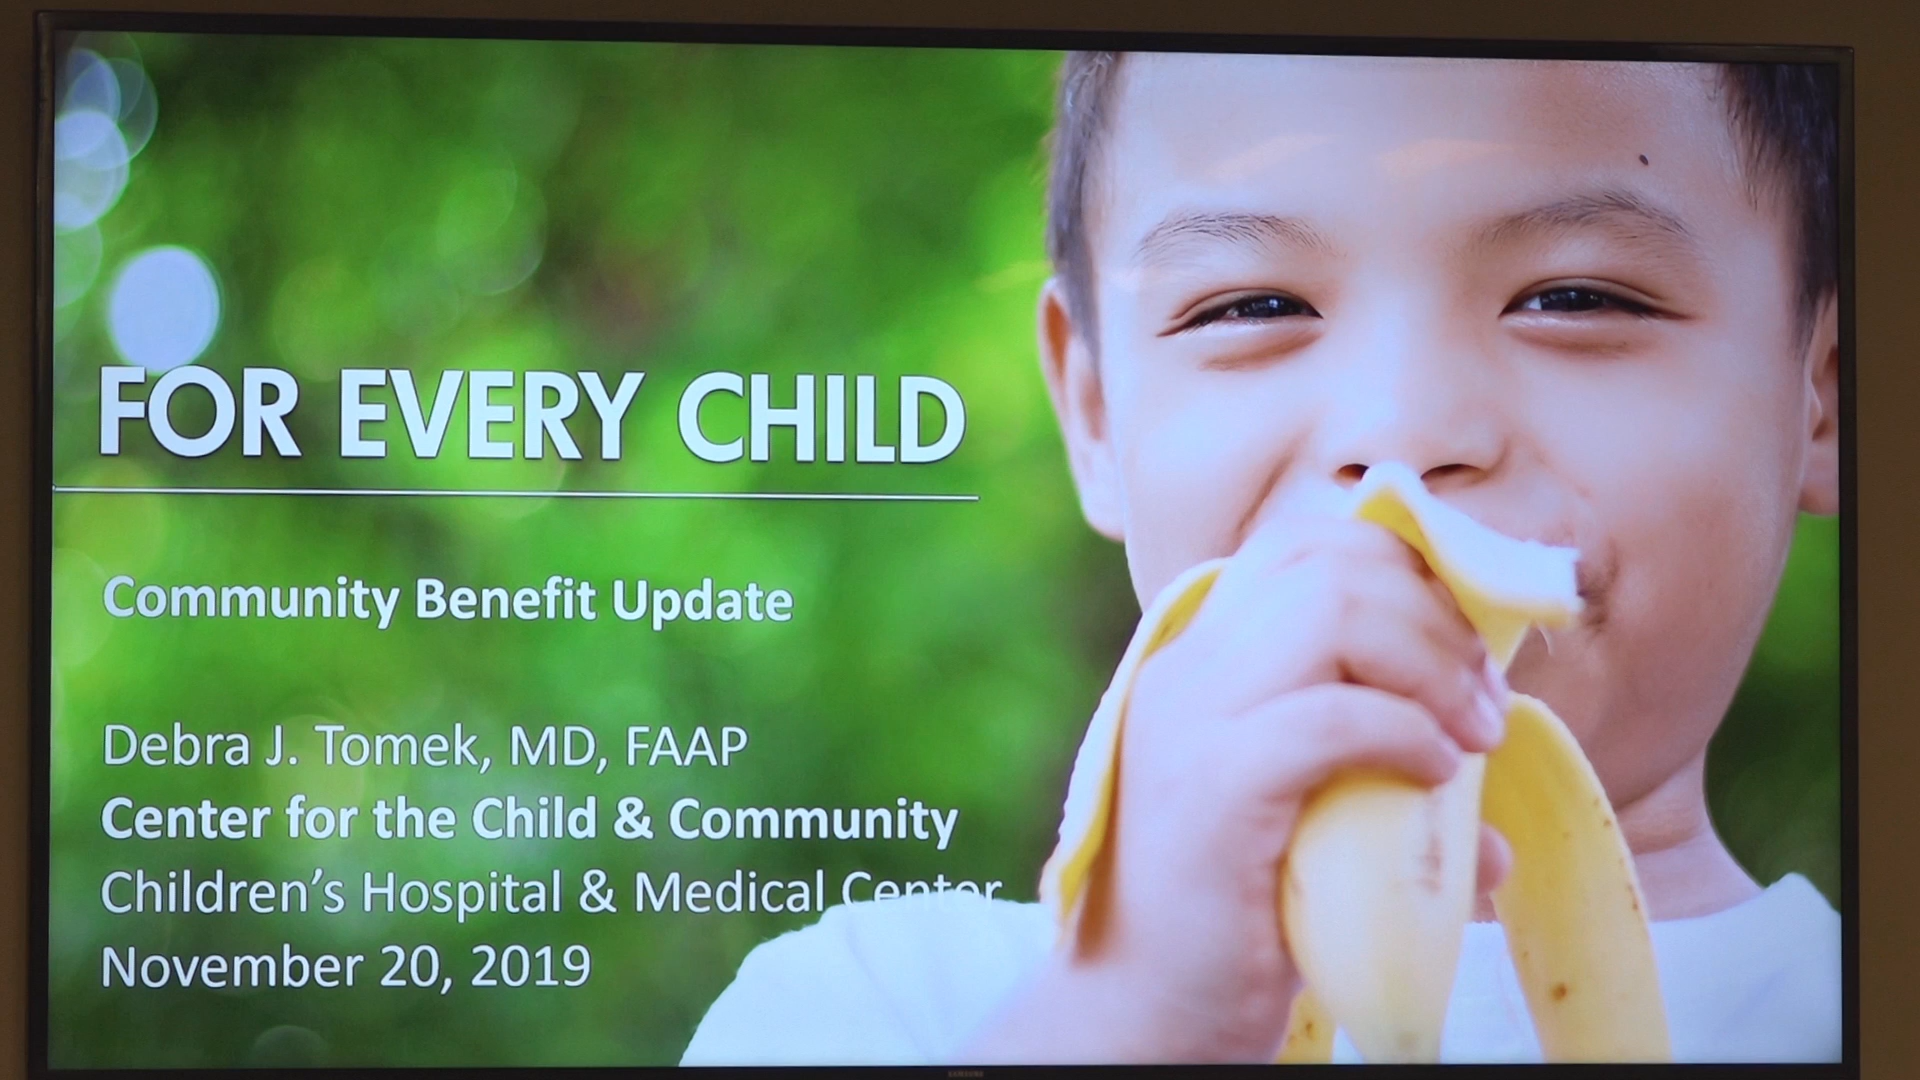 FOR EVERY CHILD
Community Benefit Update
Debra J. Tomek, MD, FAAP
Center for the Child & Community
Children’s Hospital & Medical Center
November 20, 2019
SAMSUNG